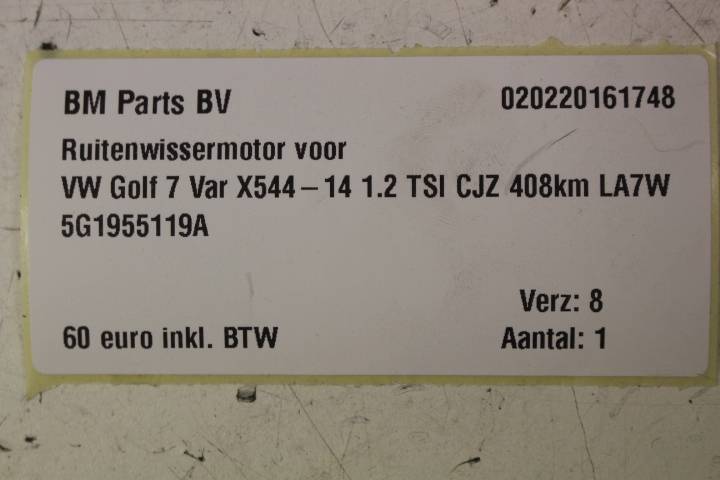 BM Parts BV 020220161748
Ruitenwissermotor voor
VW Golf 7 Var X544-14 1.2 TSI CJZ 408km LA7W
5G1955119A
Verz: 8
60 euro inkl. BTW Aantal: 1